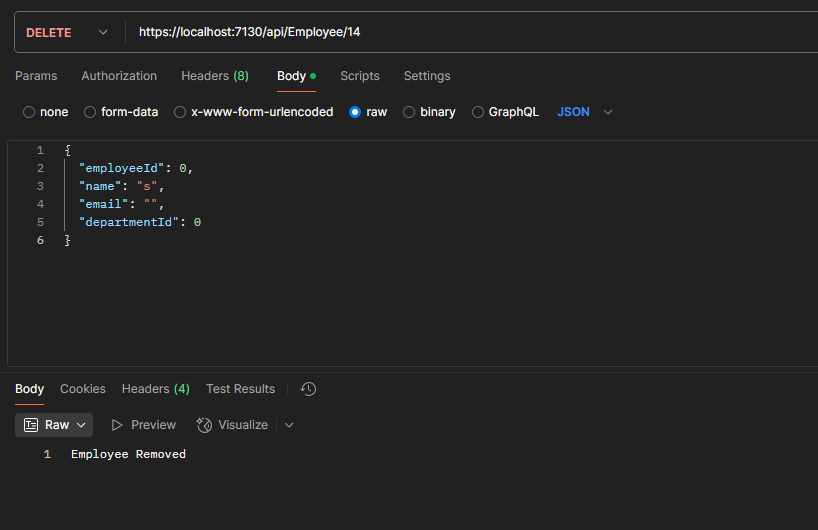 DELETE https://localhost:7130/api/Employee/14
Params Authorization Headers (8) Body Scripts Settings
none form-data x-www-form-urlencoded raw binary GraphQL JSON
1 {
2 "employeeId": 0,
3 "name": "s",
4 "email": "",
5 "departmentId": 0
6 }
Body Cookies Headers (4) Test Results
Raw Preview Visualize
1 Employee Removed